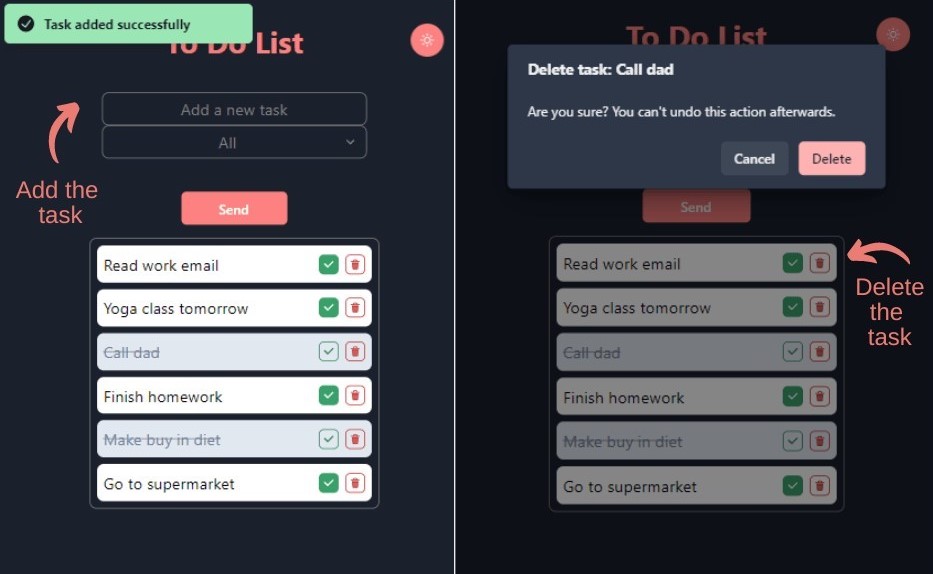 Task added successfully
To Do List
Add a new task
All
Add the
task
Send
Read work email
Yoga class tomorrow
Call dad
Finish homework
Make buy in diet
Go to supermarket
To Do List
Delete task: Call dad
Are you sure? You can't undo this action afterwards.
Cancel
Delete
Send
Delete
the
task
Read work email
Yoga class tomorrow
Call dad
Finish homework
Make buy in diet
Go to supermarket